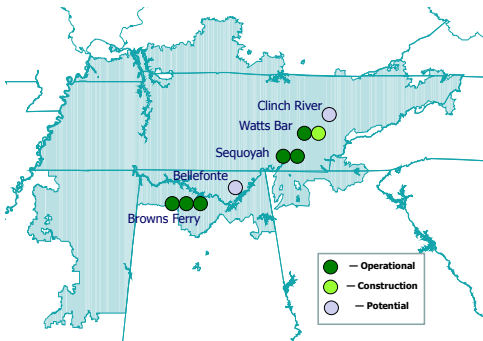 Clinch River
Watts Bar
Sequoyah
Bellefonte
Browns Ferry
— Operational
— Construction
— Potential